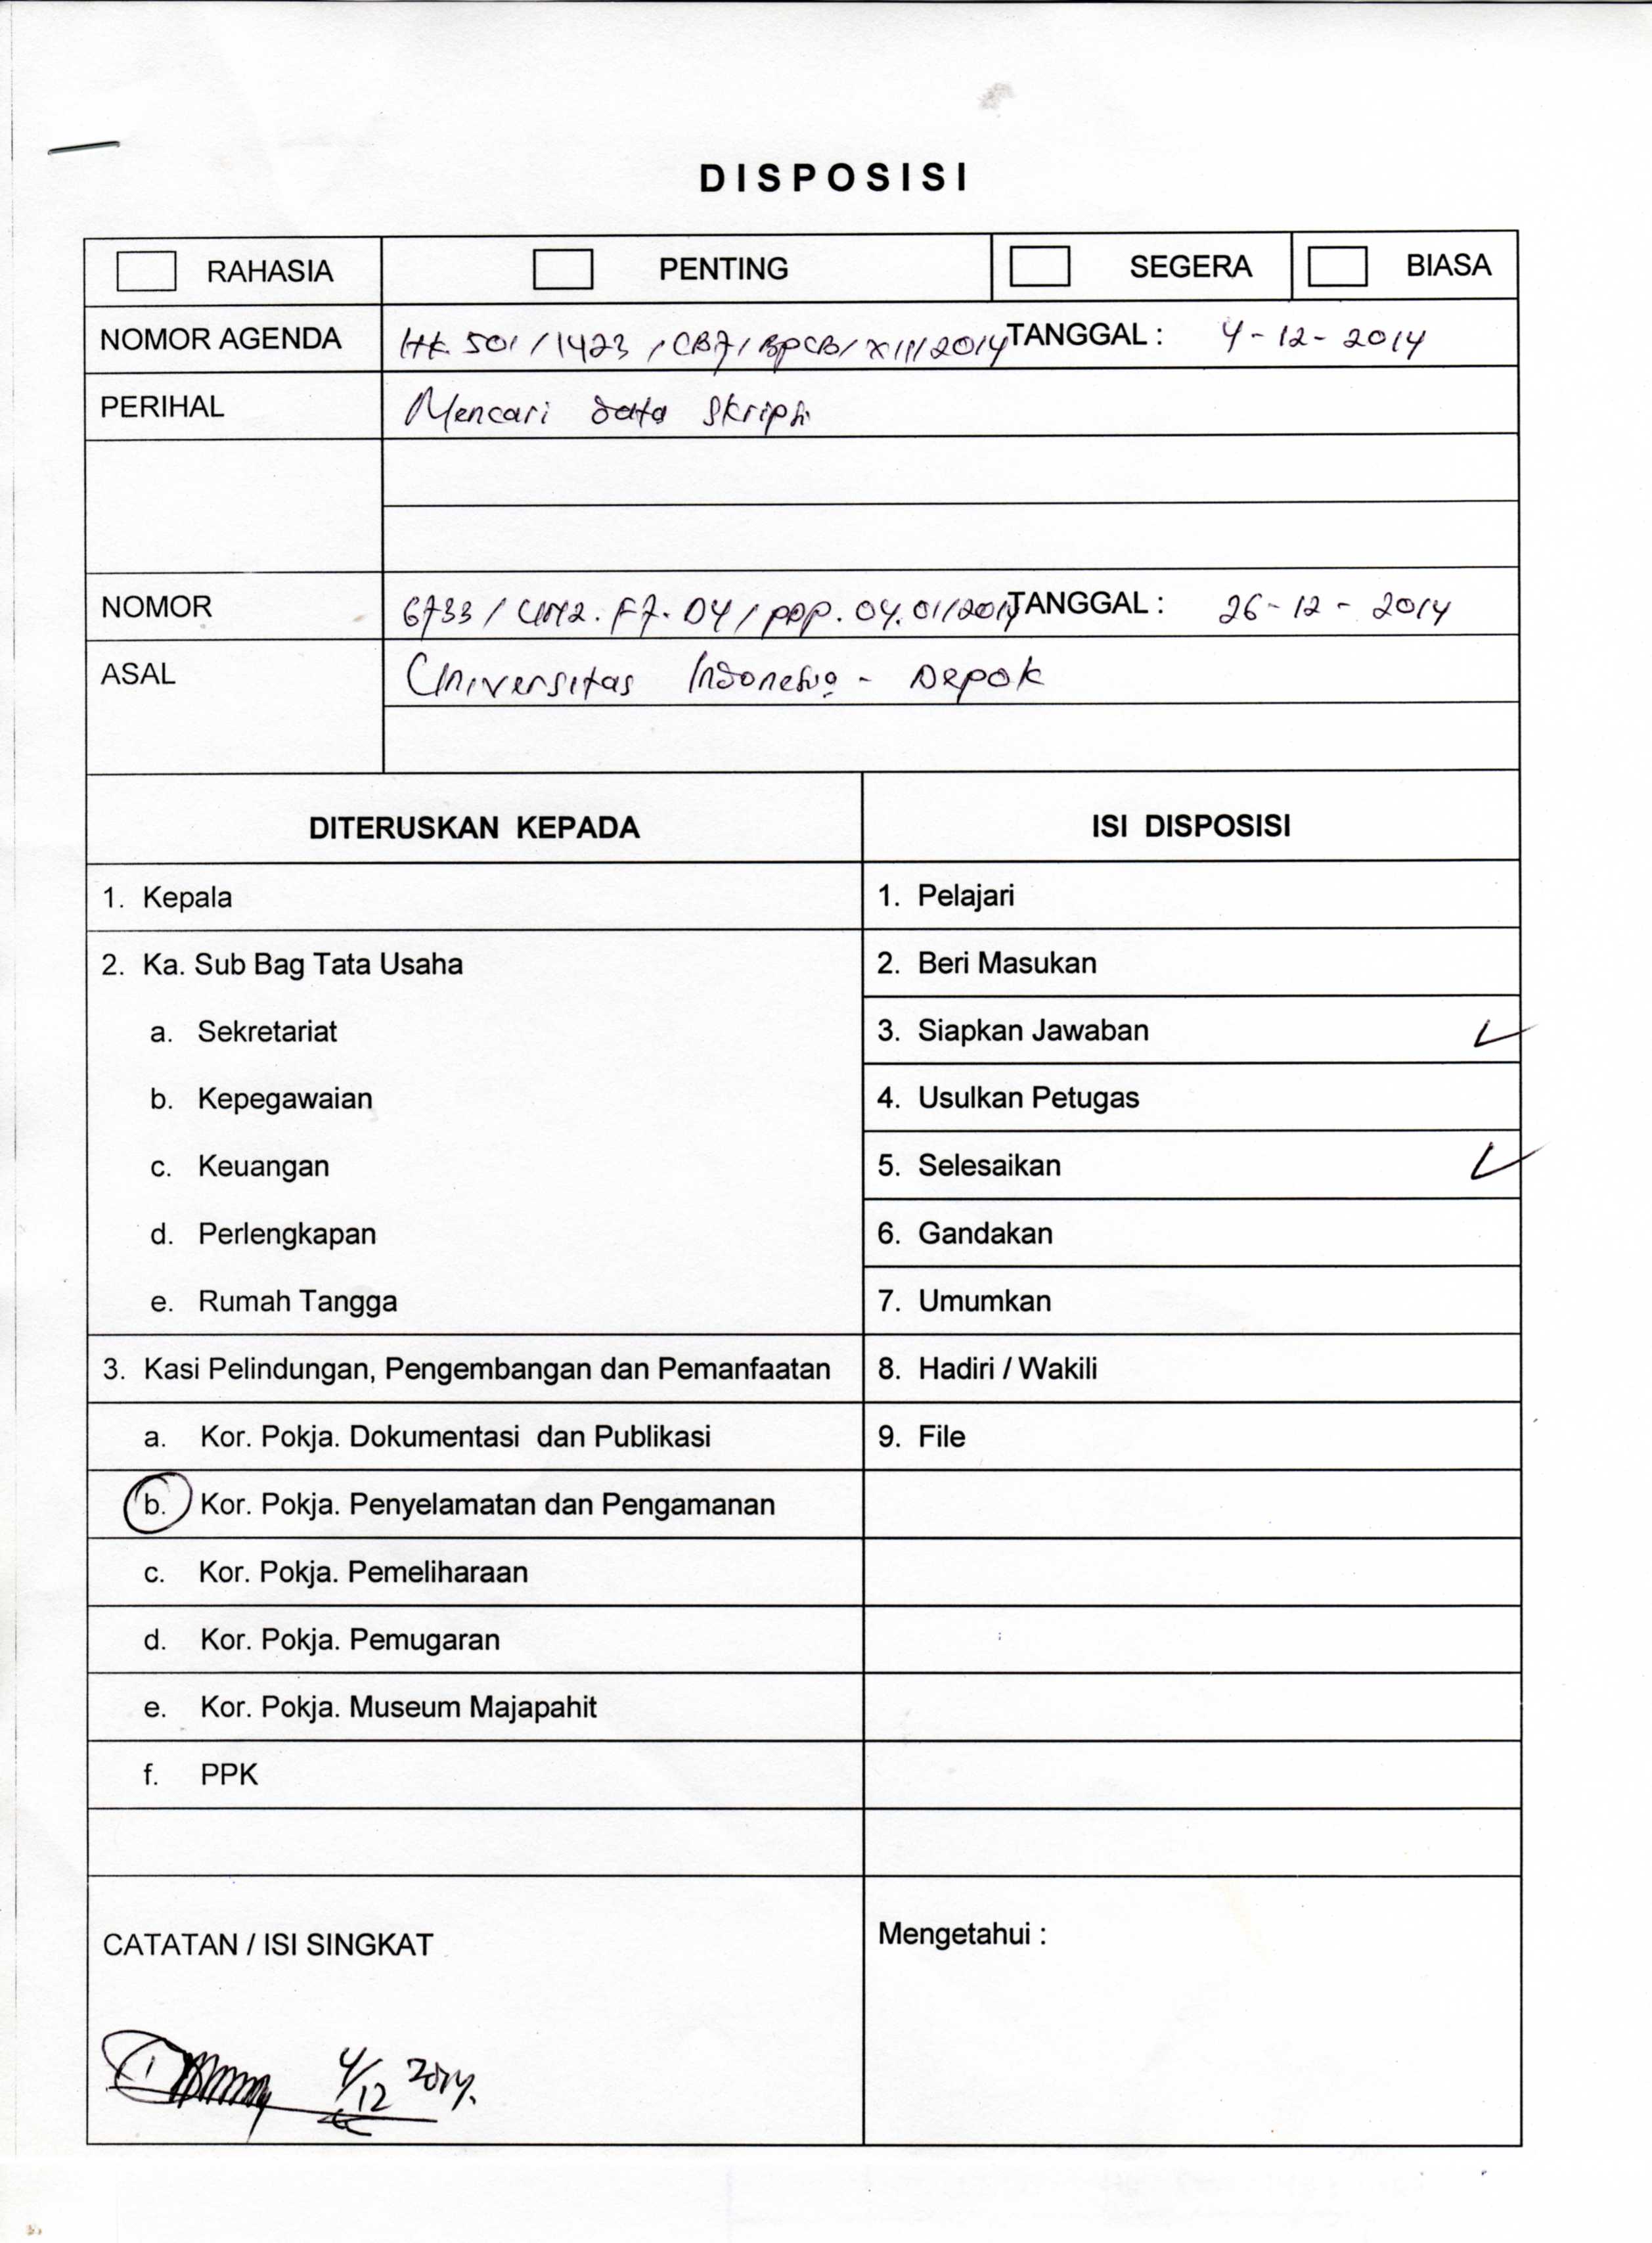 DISPOSISI
RAHASIA PENTING SEGERA BIASA
NOMOR AGENDA HK 501/1423/CB7/BPCB/XII/2014 TANGGAL : 4-12-2014
PERIHAL Mencari data Skripsi
NOMOR 6733/UN2.F7.D4/PDP.04.01/2014 TANGGAL : 26-12-2014
ASAL Universitas Indonesia - Depok
DITERUSKAN KEPADA ISI DISPOSISI
1. Kepala 1. Pelajari
2. Ka. Sub Bag Tata Usaha 2. Beri Masukan
a. Sekretariat 3. Siapkan Jawaban
b. Kepegawaian 4. Usulkan Petugas
c. Keuangan 5. Selesaikan
d. Perlengkapan 6. Gandakan
e. Rumah Tangga 7. Umumkan
3. Kasi Pelindungan, Pengembangan dan Pemanfaatan 8. Hadiri / Wakili
a. Kor. Pokja. Dokumentasi dan Publikasi 9. File
b. Kor. Pokja. Penyelamatan dan Pengamanan
c. Kor. Pokja. Pemeliharaan
d. Kor. Pokja. Pemugaran
e. Kor. Pokja. Museum Majapahit
f. PPK
CATATAN / ISI SINGKAT Mengetahui :
4/12 2014.